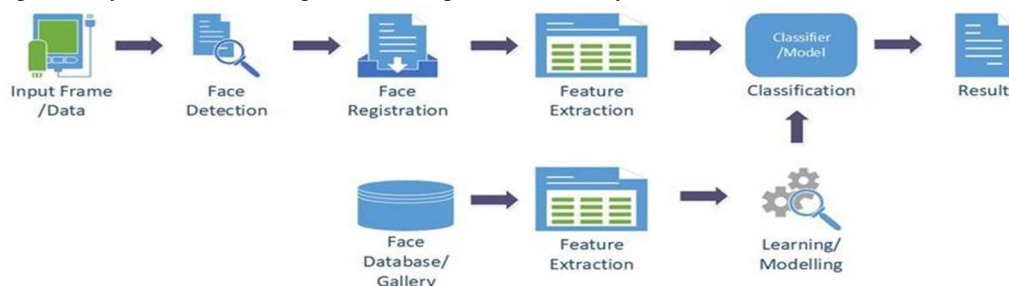 Input Frame
/Data
Face
Detection
Face
Registration
Feature
Extraction
Classifier
/Model
Classification
Result
Face
Database/
Gallery
Feature
Extraction
Learning/
Modelling